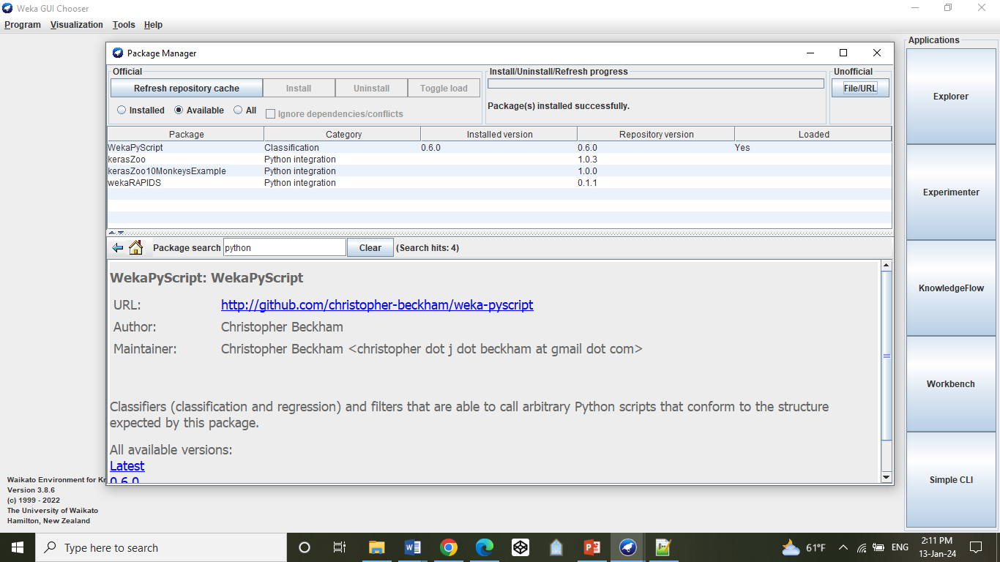 Weka GUI Chooser
Program Visualization Tools Help
Applications
Package Manager
Official
Install/Uninstall/Refresh progress
Unofficial
Refresh repository cache Install Uninstall Toggle load
File/URL
Package(s) installed successfully.
Installed Available All Ignore dependencies/conflicts
Package Category Installed version Repository version Loaded
WekaPyScript Classification 0.6.0 0.6.0 Yes
kerasZoo Python integration 1.0.3
kerasZoo10MonkeysExample Python integration 1.0.0
wekaRAPIDS Python integration 0.1.1
Package search python Clear (Search hits: 4)
WekaPyScript: WekaPyScript
URL: http://github.com/christopher-beckham/weka-pyscript
Author: Christopher Beckham
Maintainer: Christopher Beckham <christopher dot j dot beckham at gmail dot com>
Classifiers (classification and regression) and filters that are able to call arbitrary Python scripts that conform to the structure
expected by this package.
All available versions:
Latest
0.6.0
Explorer
Experimenter
KnowledgeFlow
Workbench
Simple CLI
Waikato Environment for Kn
Version 3.8.6
(c) 1999 - 2022
The University of Waikato
Hamilton, New Zealand
Type here to search
61°F
ENG
2:11 PM
13-Jan-24